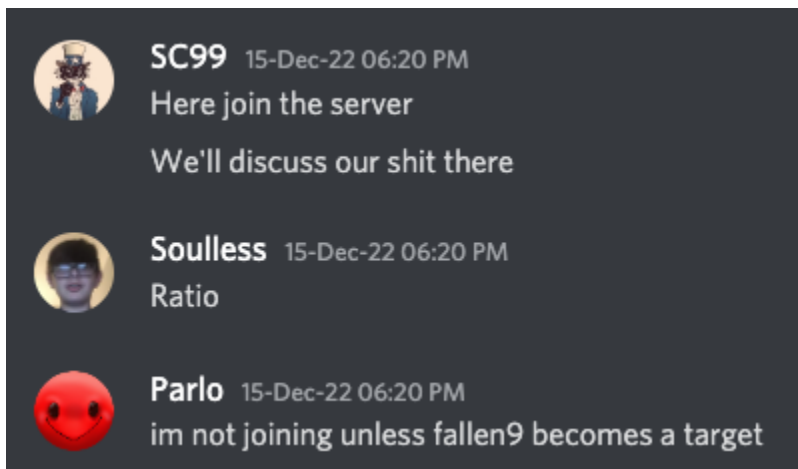 SC99 15-Dec-22 06:20 PM
Here join the server
We'll discuss our shit there
Soulless 15-Dec-22 06:20 PM
Ratio
Parlo 15-Dec-22 06:20 PM
im not joining unless fallen9 becomes a target